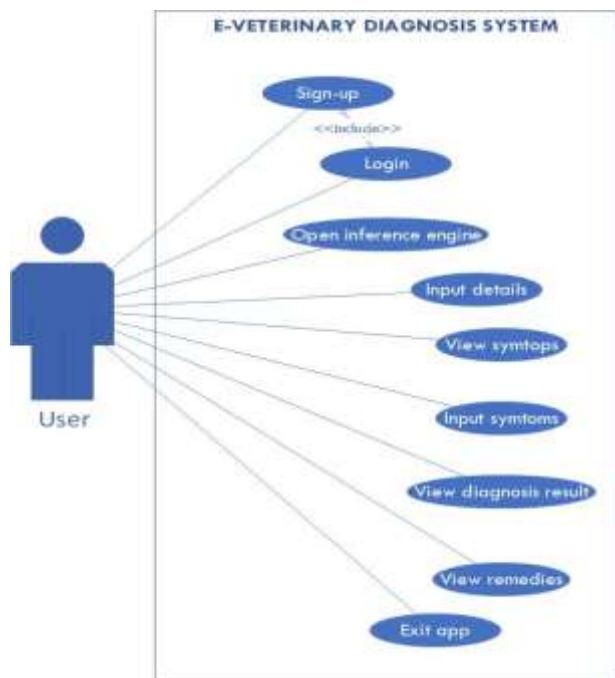 E-VETERINARY DIAGNOSIS SYSTEM
Sign-up
<<Include>>
Login
Open inference engine
Input details
View symtops
Input symtoms
User
View diagnosis result
View remedies
Exit app